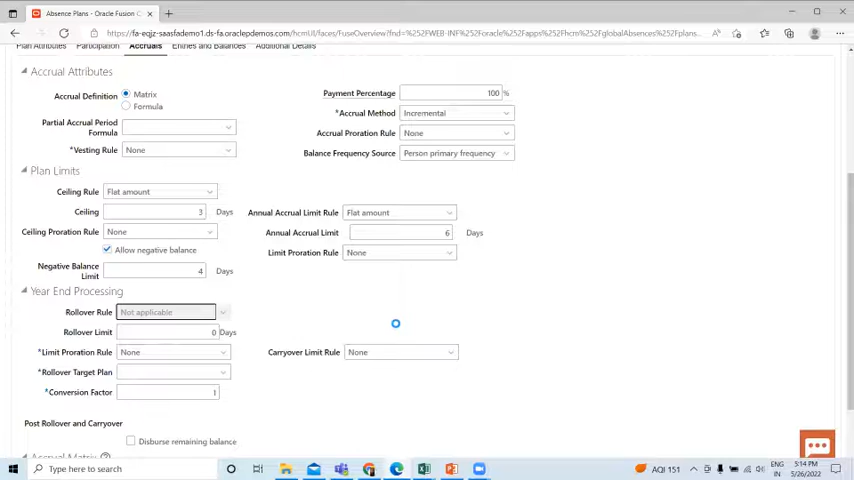 Absence Plans - Oracle Fusion C
https://fa-eqjz-saasfademo1.ds-fa.oraclepdemos.com/hcmUI/faces/FuseOverview?fnd=%252FWEB-INF%252Foracle%252Fapps%252Fhcm%252FglobalAbsences%252Fplans...
Plan Attributes Participation Accruals Entries and Balances Additional Details
Accrual Attributes
Accrual Definition Matrix
Formula
Payment Percentage 100 %
*Accrual Method Incremental
Partial Accrual Period Formula
Accrual Proration Rule None
*Vesting Rule None
Balance Frequency Source Person primary frequency
Plan Limits
Ceiling Rule Flat amount
Ceiling 3 Days
Annual Accrual Limit Rule Flat amount
Ceiling Proration Rule None
Annual Accrual Limit 6 Days
Allow negative balance
Limit Proration Rule None
Negative Balance Limit 4 Days
Year End Processing
Rollover Rule Not applicable
Rollover Limit 0 Days
*Limit Proration Rule None
Carryover Limit Rule None
*Rollover Target Plan
*Conversion Factor 1
Post Rollover and Carryover
Disburse remaining balance
Accrual Matrix
Type here to search
AQI 151
ENG
IN
5:14 PM
5/26/2022